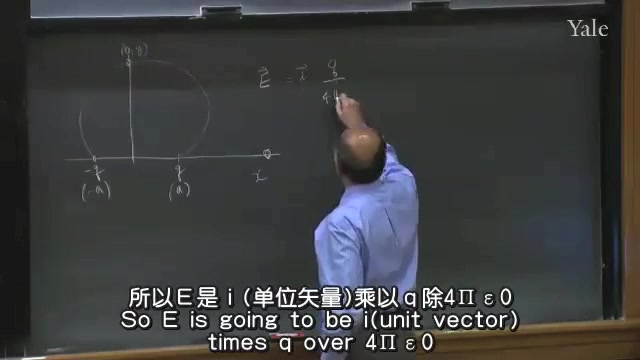 Yale
(0, y)
E = i q
4π
-q q x
(-a) (a)
所以E是 i (单位矢量)乘以 q 除4Π ε0
So E is going to be i(unit vector)
times q over 4Π ε0